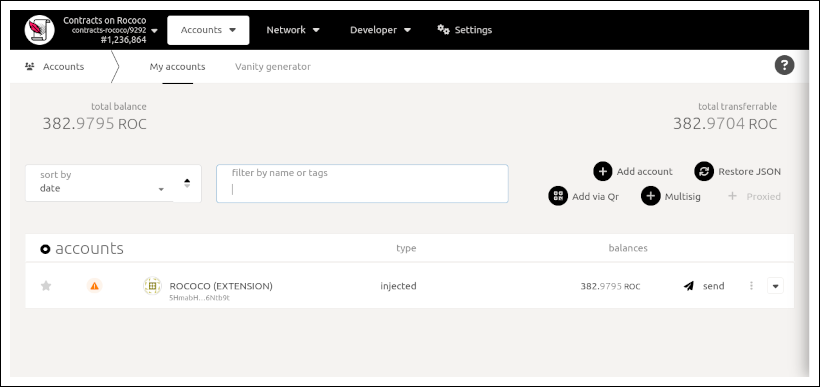 Contracts on Rococo
contracts-rococo/9292
#1,236,864
Accounts
Network
Developer
Settings
Accounts
My accounts
Vanity generator
?
total balance
382.9795 ROC
total transferrable
382.9704 ROC
sort by
date
filter by name or tags
Add account
Restore JSON
Add via Qr
Multisig
Proxied
accounts type balances
ROCOCO (EXTENSION) injected 382.9795 ROC send
5HmabH...6Ntb9t